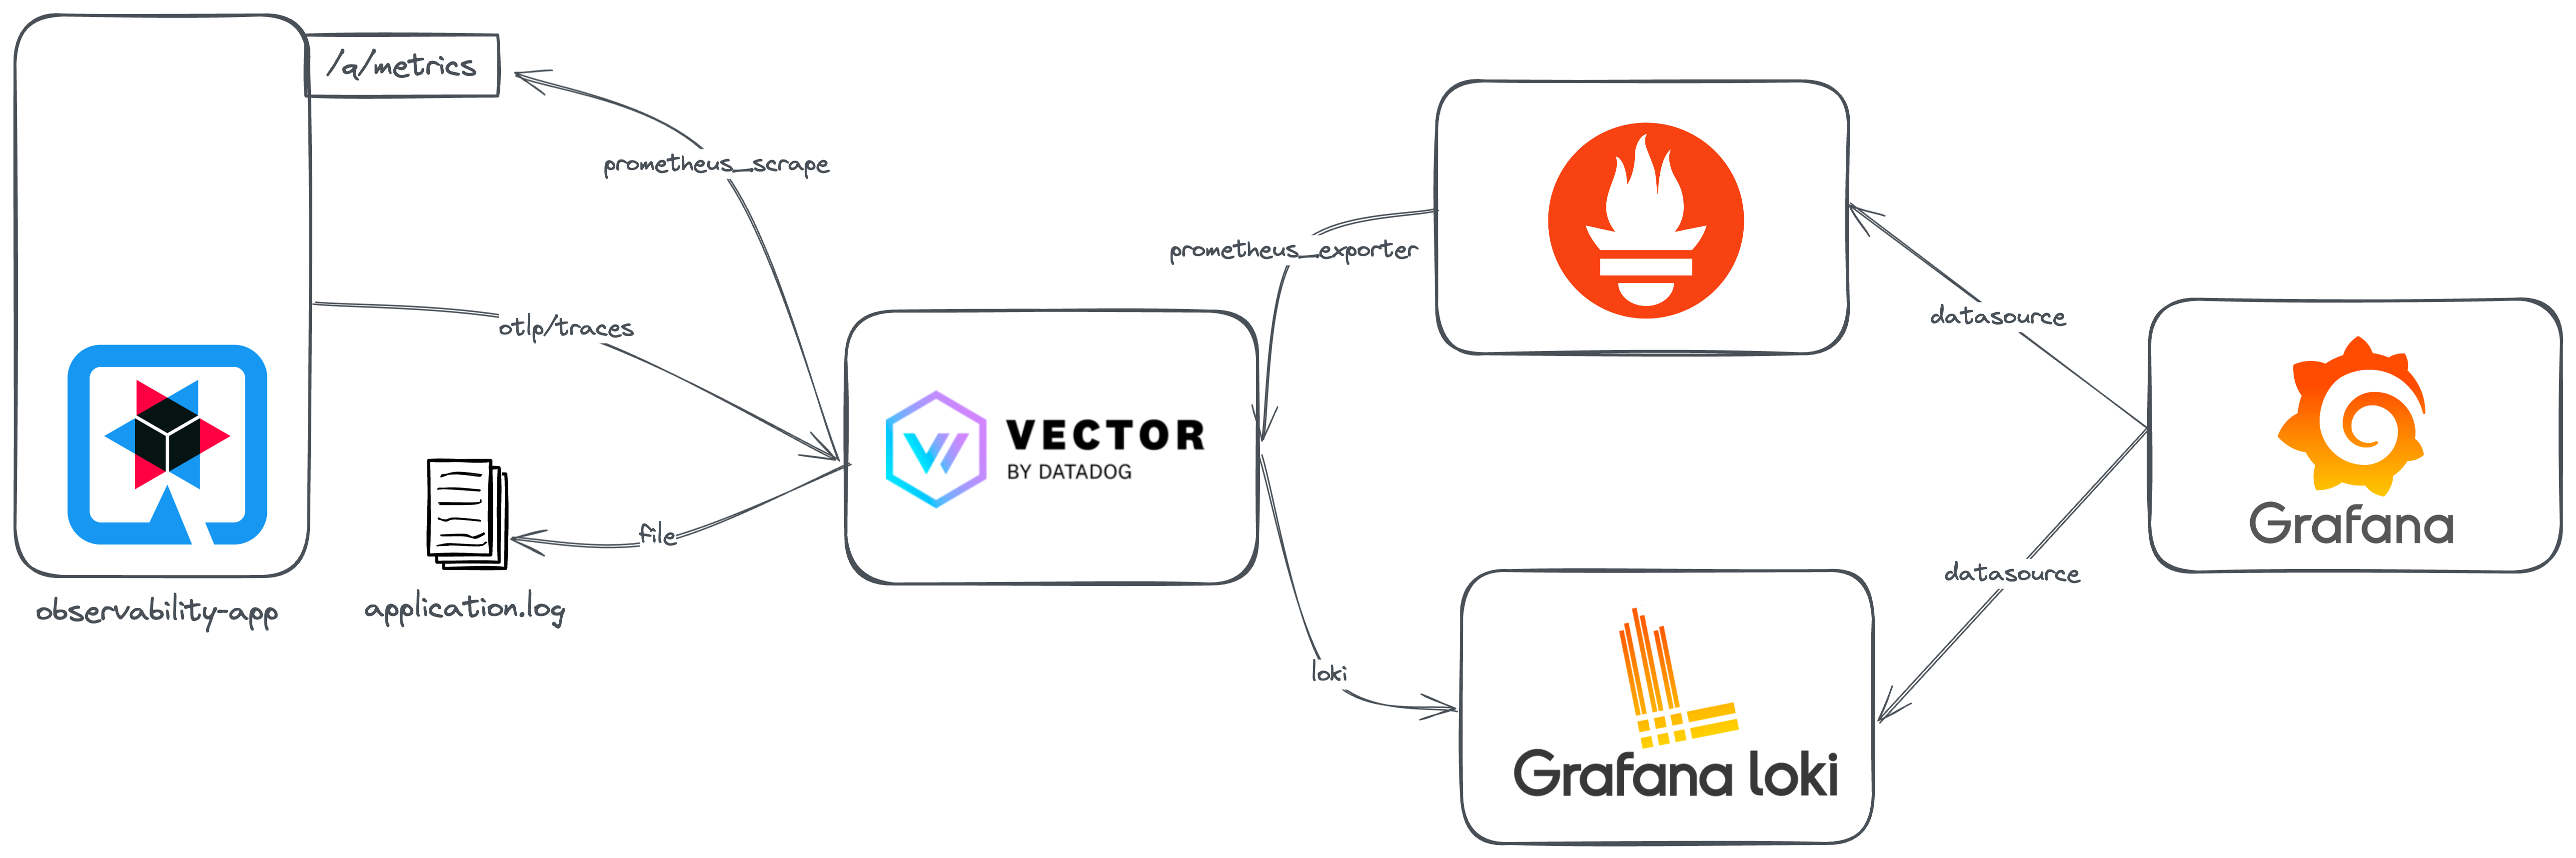 /q/metrics
prometheus_scrape
otlp/traces
file
observability-app
application.log
VECTOR
BY DATADOG
prometheus_exporter
loki
datasource
datasource
Grafana loki
Grafana